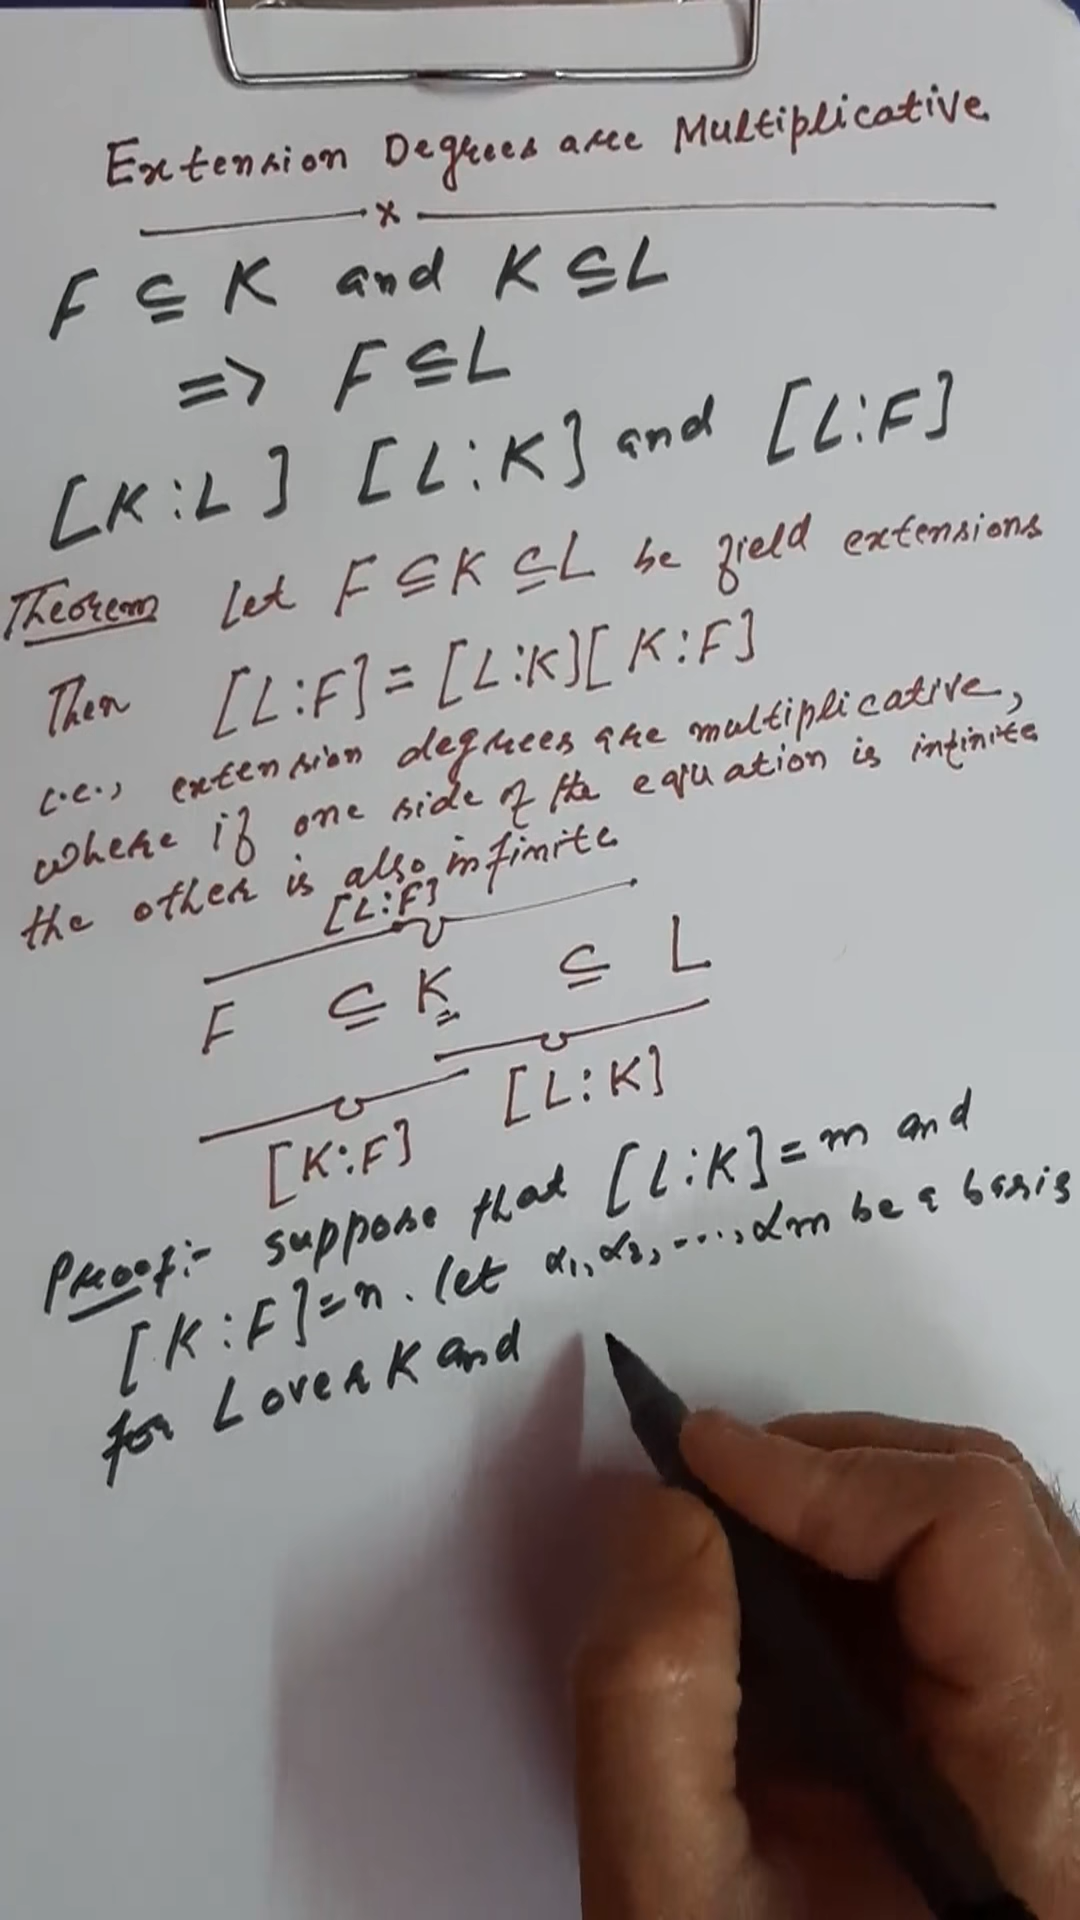 Extension Degrees are Multiplicative
x
F ⊆ K and K ⊆ L
=> F ⊆ L
[K:L] [L:K] and [L:F]
Theorem Let F ⊆ K ⊆ L be field extensions
Then [L:F] = [L:K][K:F]
i.e., extension degrees are multiplicative,
where if one side of the equation is infinite
the other is also infinite
[L:F]
F ⊆ K ⊆ L
[K:F] [L:K]
Proof:- suppose that [L:K]=m and
[K:F]=n. let α1, α2, ..., αm be a basis
for L over K and